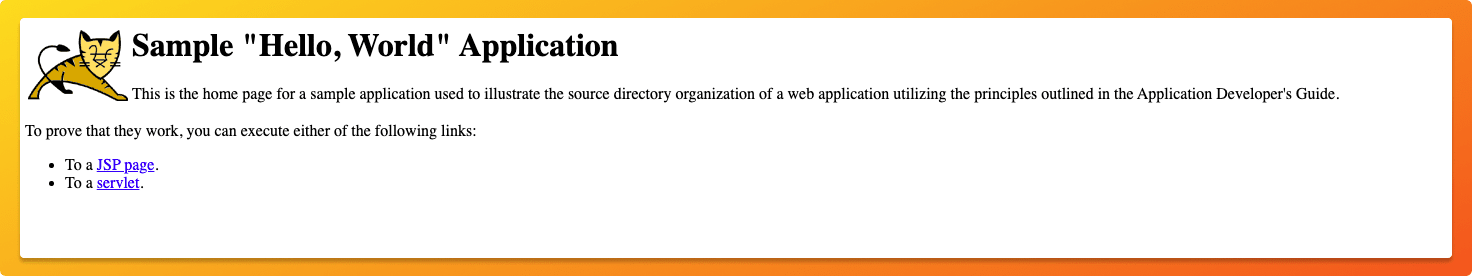 Sample "Hello, World" Application
This is the home page for a sample application used to illustrate the source directory organization of a web application utilizing the principles outlined in the Application Developer's Guide.
To prove that they work, you can execute either of the following links:
• To a JSP page.
• To a servlet.